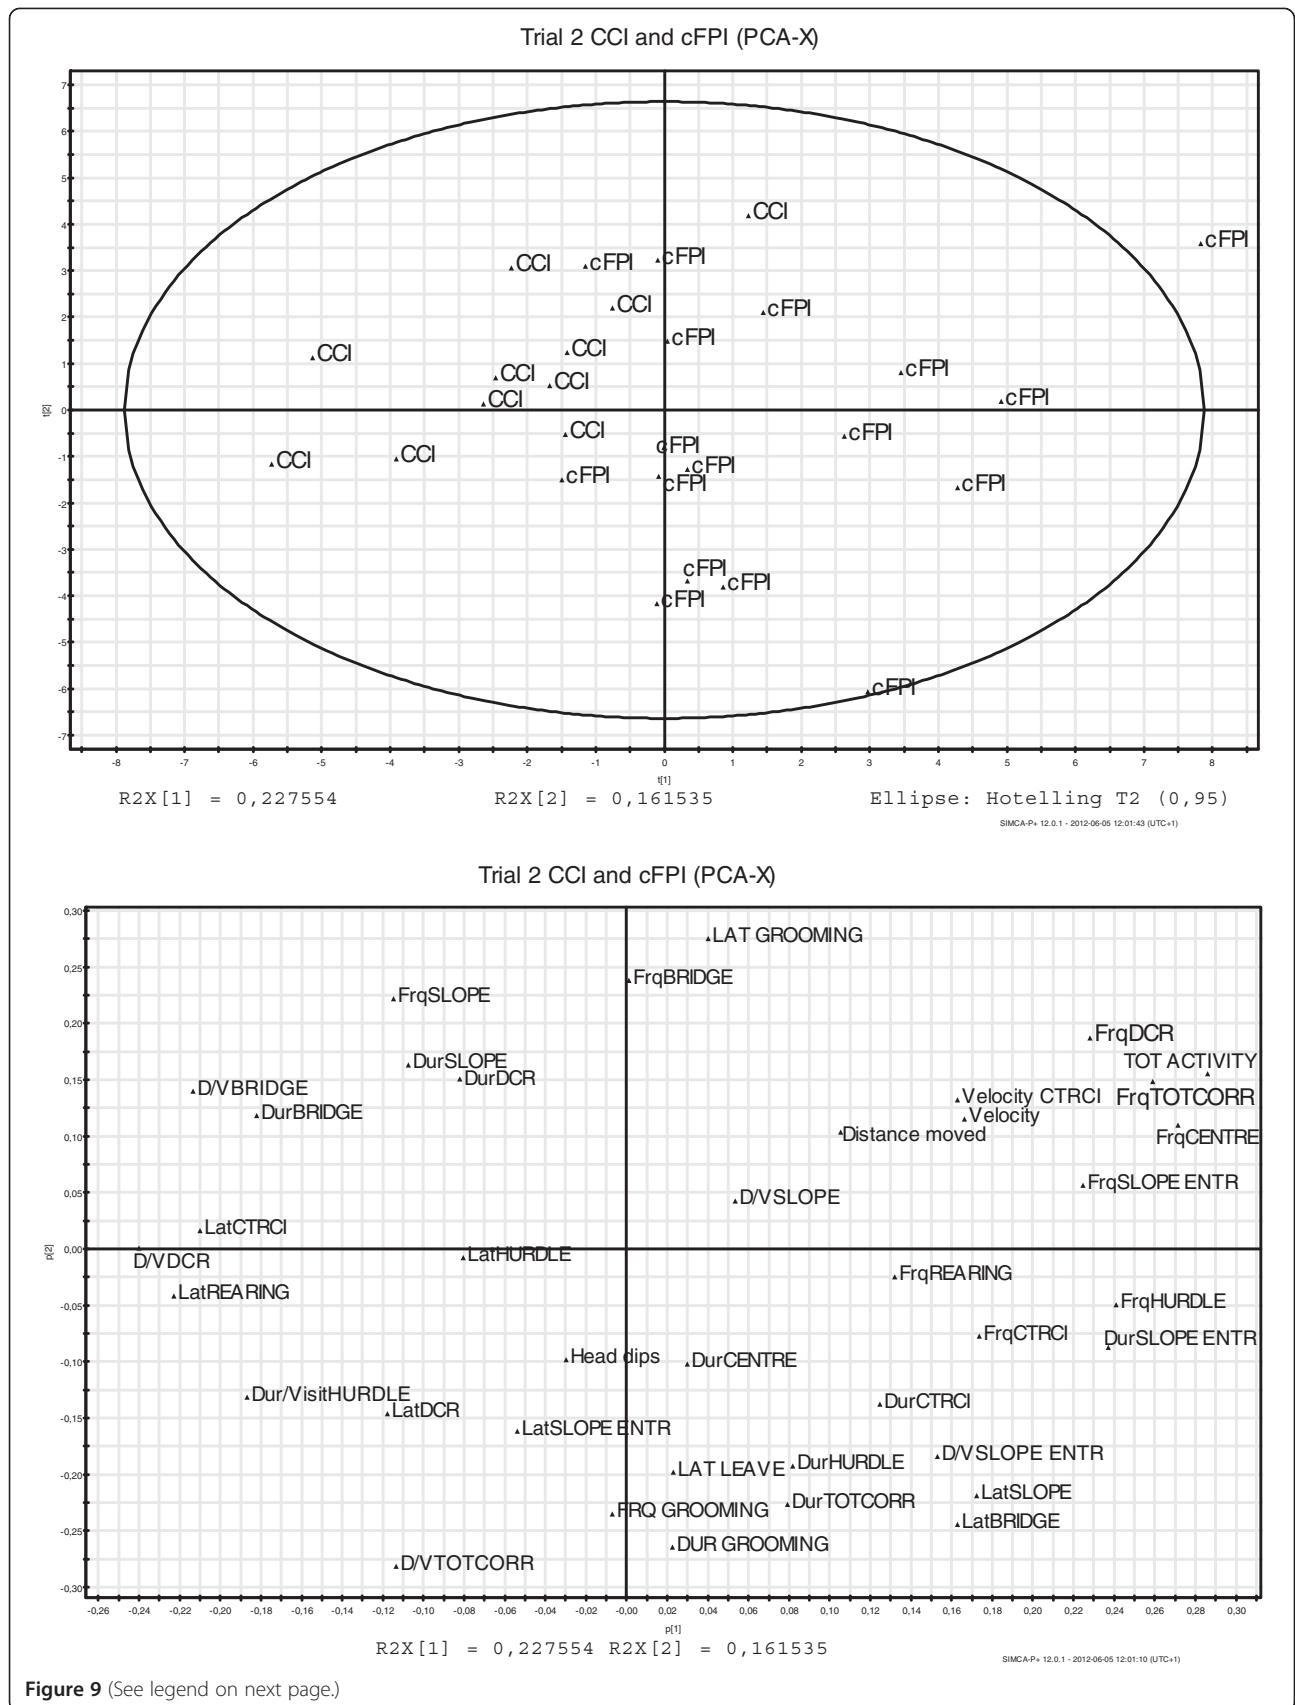 Trial 2 CCI and cFPI (PCA-X)
7
6
5
4
3
2
1
0
-1
-2
-3
-4
-5
-6
-7
t[2]
CCI
cFPI
CCI
cFPI
cFPI
CCI
cFPI
cFPI
CCI
CCI
CCI
CCI
cFPI
CCI
cFPI
CCI
cFPI
cFPI
CCI
CCI
cFPI
cFPI
cFPI
cFPI
cFPI
cFPI
cFPI
cFPI
-8 -7 -6 -5 -4 -3 -2 -1 0 1 2 3 4 5 6 7 8
t[1]
R2X[1] = 0,227554 R2X[2] = 0,161535 Ellipse: Hotelling T2 (0,95)
SIMCA-P+ 12.0.1 - 2012-06-05 12:01:43 (UTC+1)
Trial 2 CCI and cFPI (PCA-X)
0,30
0,25
0,20
0,15
0,10
0,05
0,00
-0,05
-0,10
-0,15
-0,20
-0,25
-0,30
p[2]
LAT GROOMING
FrqBRIDGE
FrqSLOPE
FrqDCR
DurSLOPE
TOT ACTIVITY
DurDCR
D/VBRIDGE
Velocity CTRCI
FrqTOTCORR
DurBRIDGE
Velocity
Distance moved
FrqCENTRE
FrqSLOPE ENTR
D/VSLOPE
LatCTRCI
D/VDCR
LatHURDLE
LatREARING
FrqREARING
FrqHURDLE
FrqCTRCI
DurSLOPE ENTR
Head dips
DurCENTRE
Dur/VisitHURDLE
DurCTRCI
LatDCR
LatSLOPE ENTR
D/VSLOPE ENTR
LAT LEAVE
DurHURDLE
LatSLOPE
DurTOTCORR
FRQ GROOMING
LatBRIDGE
DUR GROOMING
D/VTOTCORR
-0,26 -0,24 -0,22 -0,20 -0,18 -0,16 -0,14 -0,12 -0,10 -0,08 -0,06 -0,04 -0,02 -0,00 0,02 0,04 0,06 0,08 0,10 0,12 0,14 0,16 0,18 0,20 0,22 0,24 0,26 0,28 0,30
p[1]
R2X[1] = 0,227554 R2X[2] = 0,161535
SIMCA-P+ 12.0.1 - 2012-06-05 12:01:10 (UTC+1)
Figure 9 (See legend on next page.)